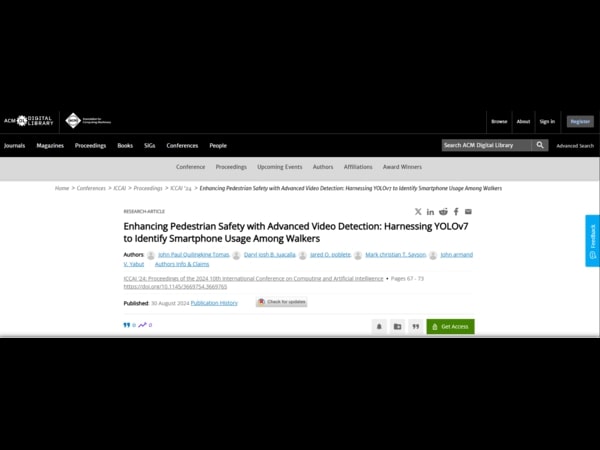 ACM DIGITAL LIBRARY
Association for Computing Machinery
Browse About Sign in Register
Journals Magazines Proceedings Books SIGs Conferences People
Search ACM Digital Library
Advanced Search
Conference Proceedings Upcoming Events Authors Affiliations Award Winners
Home > Conferences > ICCAI > Proceedings > ICCAI '24 > Enhancing Pedestrian Safety with Advanced Video Detection: Harnessing YOLOv7 to Identify Smartphone Usage Among Walkers
RESEARCH-ARTICLE
Enhancing Pedestrian Safety with Advanced Video Detection: Harnessing YOLOv7
to Identify Smartphone Usage Among Walkers
Authors: John Paul Quilingking Tomas, Darryl Josh B. Juacalla, Jared O. poblete, Mark christian T. Sayson, John armand
V. Yabut Authors Info & Claims
ICCAI '24: Proceedings of the 2024 10th International Conference on Computing and Artificial Intelligence • Pages 67 - 73
https://doi.org/10.1145/3669754.3669765
Published: 30 August 2024 Publication History
Check for updates
0 0
Get Access
Feedback